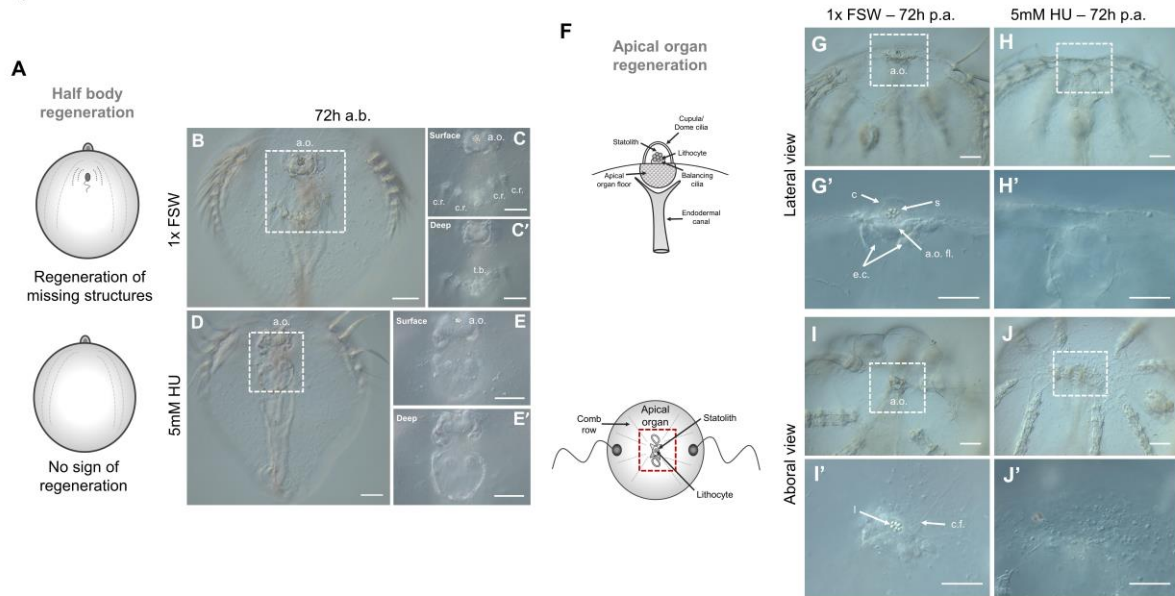 A
Half body
regeneration
Regeneration of
missing structures
No sign of
regeneration
72h a.b.
1x FSW
5mM HU
B
a.o.
Surface
C
a.o.
c.r.
c.r.
c.r.
c.r.
Deep
C'
t.b.
D
a.o.
Surface
E
a.o.
Deep
E'
F
Apical organ
regeneration
Cupula/
Dome cilia
Statolith
Lithocyte
Apical
organ floor
Balancing
cilia
Endodermal
canal
Comb
row
Apical
organ
Statolith
Lithocyte
1x FSW – 72h p.a.
5mM HU – 72h p.a.
Lateral view
G
a.o.
H
G'
c
s
e.c.
a.o. fl.
H'
Aboral view
I
a.o.
J
I'
l
c.f.
J'